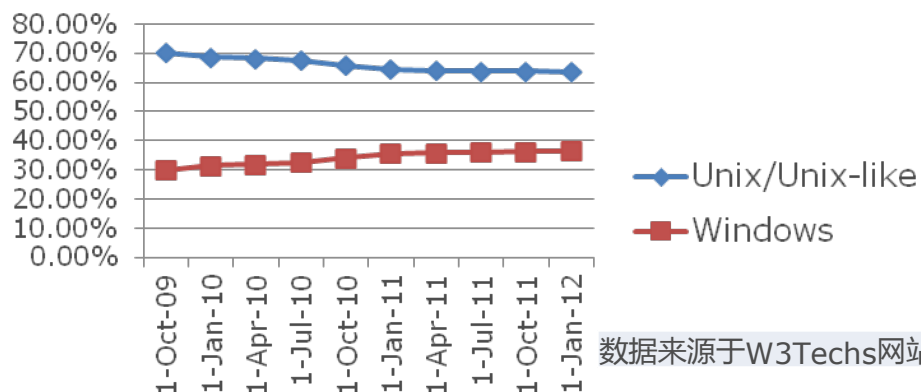 80.00%
70.00%
60.00%
50.00%
40.00%
30.00%
20.00%
10.00%
0.00%
1-Oct-09
1-Jan-10
1-Apr-10
1-Jul-10
1-Oct-10
1-Jan-11
1-Apr-11
1-Jul-11
1-Oct-11
1-Jan-12
Unix/Unix-like
Windows
数据来源于W3Techs网站